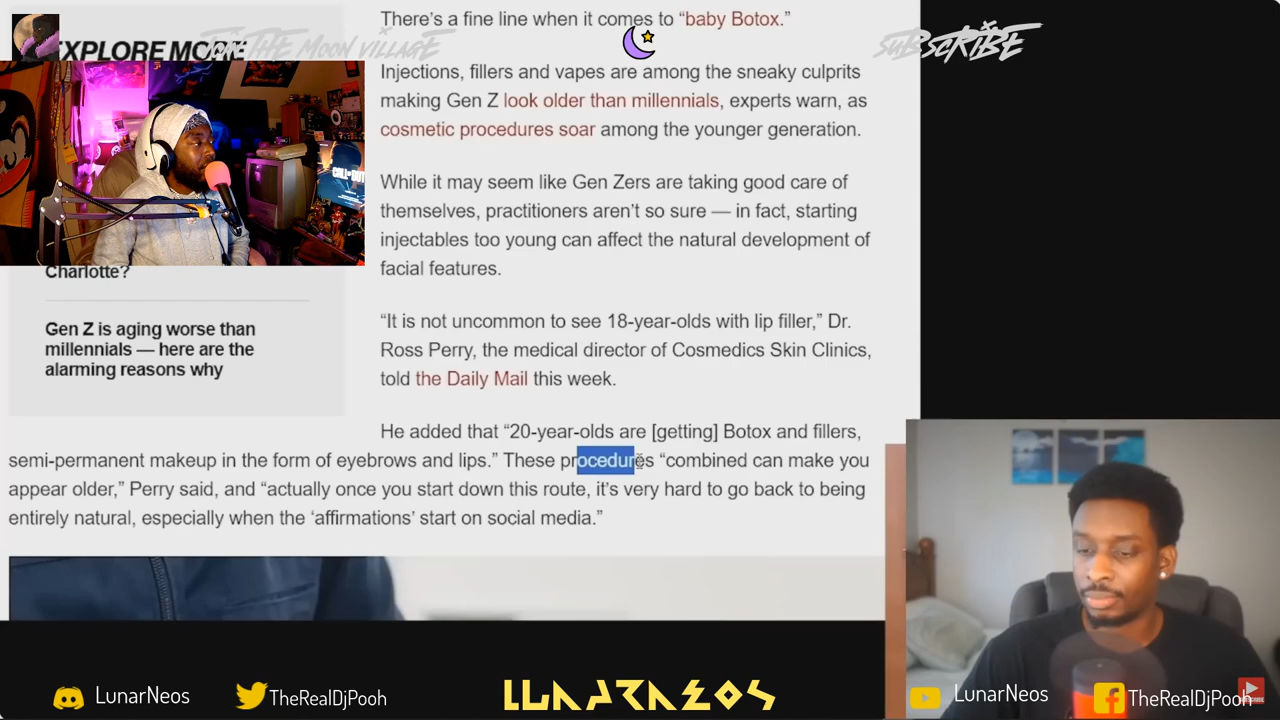 There's a fine line when it comes to “baby Botox.”
EXPLORE MORE
JOIN THE MOON VILLAGE
SUBSCRIBE
Injections, fillers and vapes are among the sneaky culprits
making Gen Z look older than millennials, experts warn, as
cosmetic procedures soar among the younger generation.
CALL OF DUTY
While it may seem like Gen Zers are taking good care of
themselves, practitioners aren't so sure — in fact, starting
injectables too young can affect the natural development of
facial features.
Charlotte?
Gen Z is aging worse than
millennials — here are the
alarming reasons why
“It is not uncommon to see 18-year-olds with lip filler,” Dr.
Ross Perry, the medical director of Cosmedics Skin Clinics,
told the Daily Mail this week.
He added that “20-year-olds are [getting] Botox and fillers,
semi-permanent makeup in the form of eyebrows and lips.” These procedures “combined can make you
appear older,” Perry said, and “actually once you start down this route, it's very hard to go back to being
entirely natural, especially when the ‘affirmations’ start on social media.”
LunarNeos
TheRealDjPooh
LUNARNEOS
LunarNeos
TheRealDjPooh